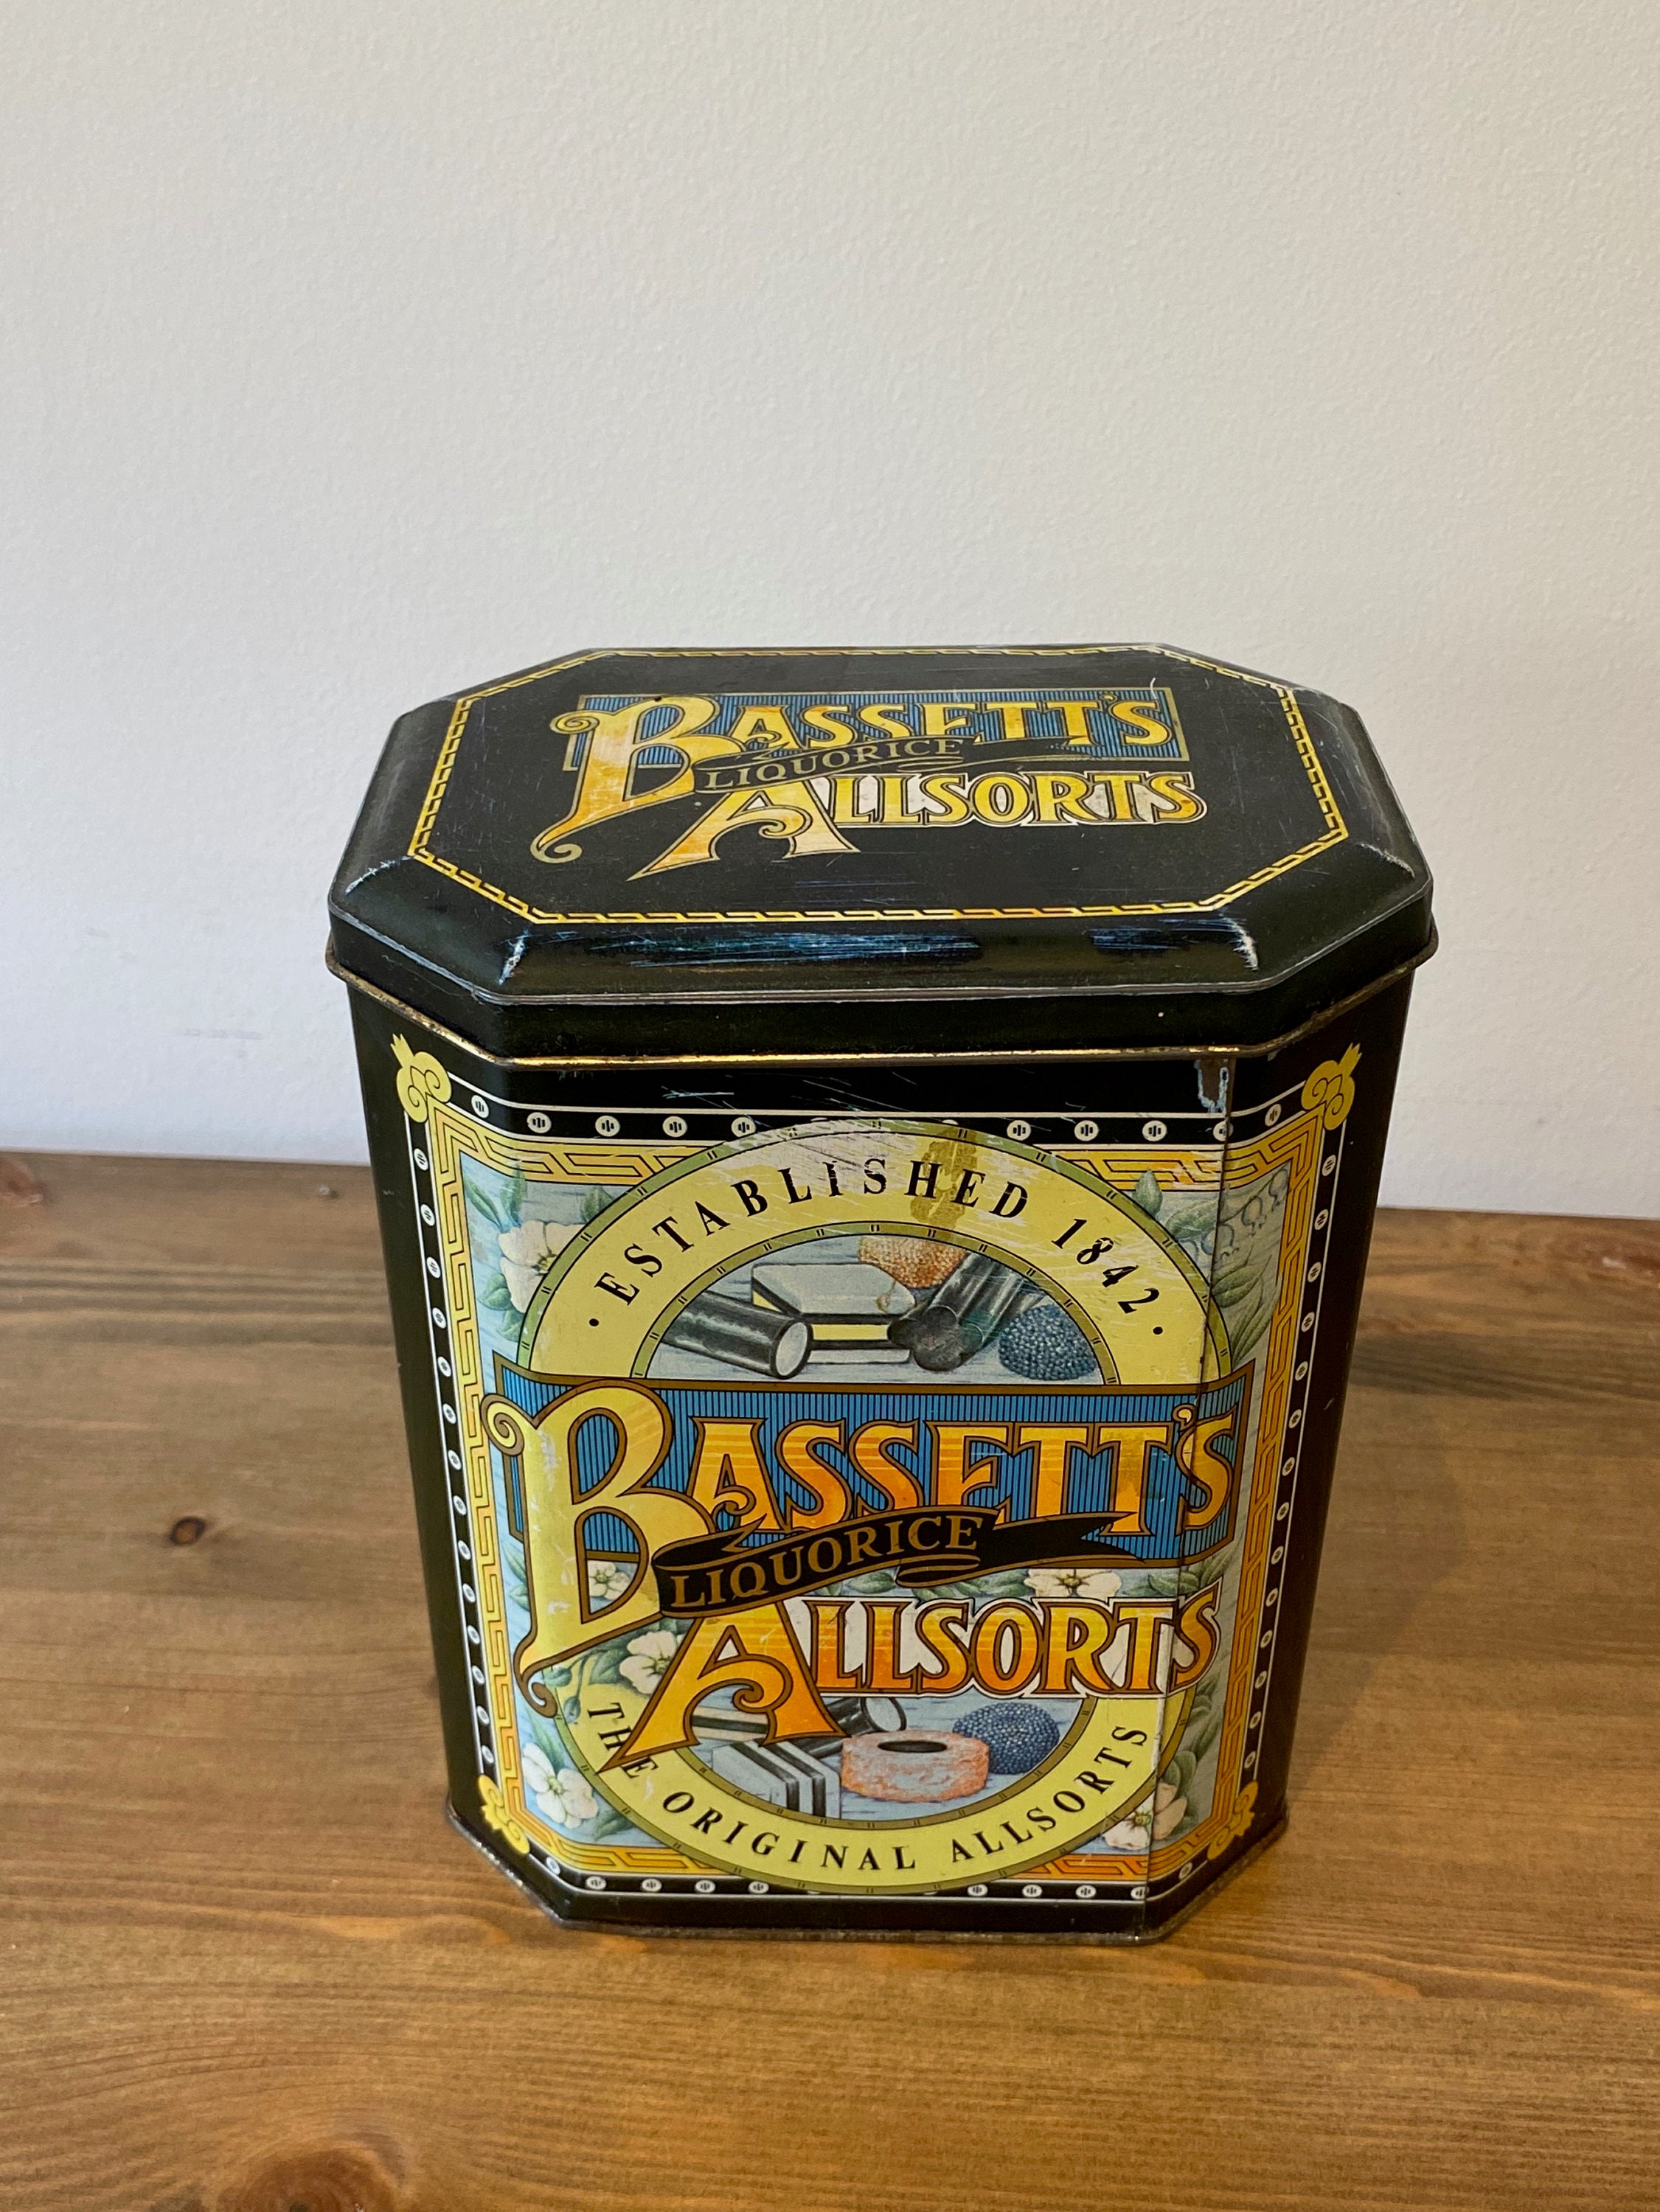 BASSETT'S
LIQUORICE
ALLSORTS
• ESTABLISHED 1842 •
BASSETT'S
LIQUORICE
ALLSORTS
THE ORIGINAL ALLSORTS